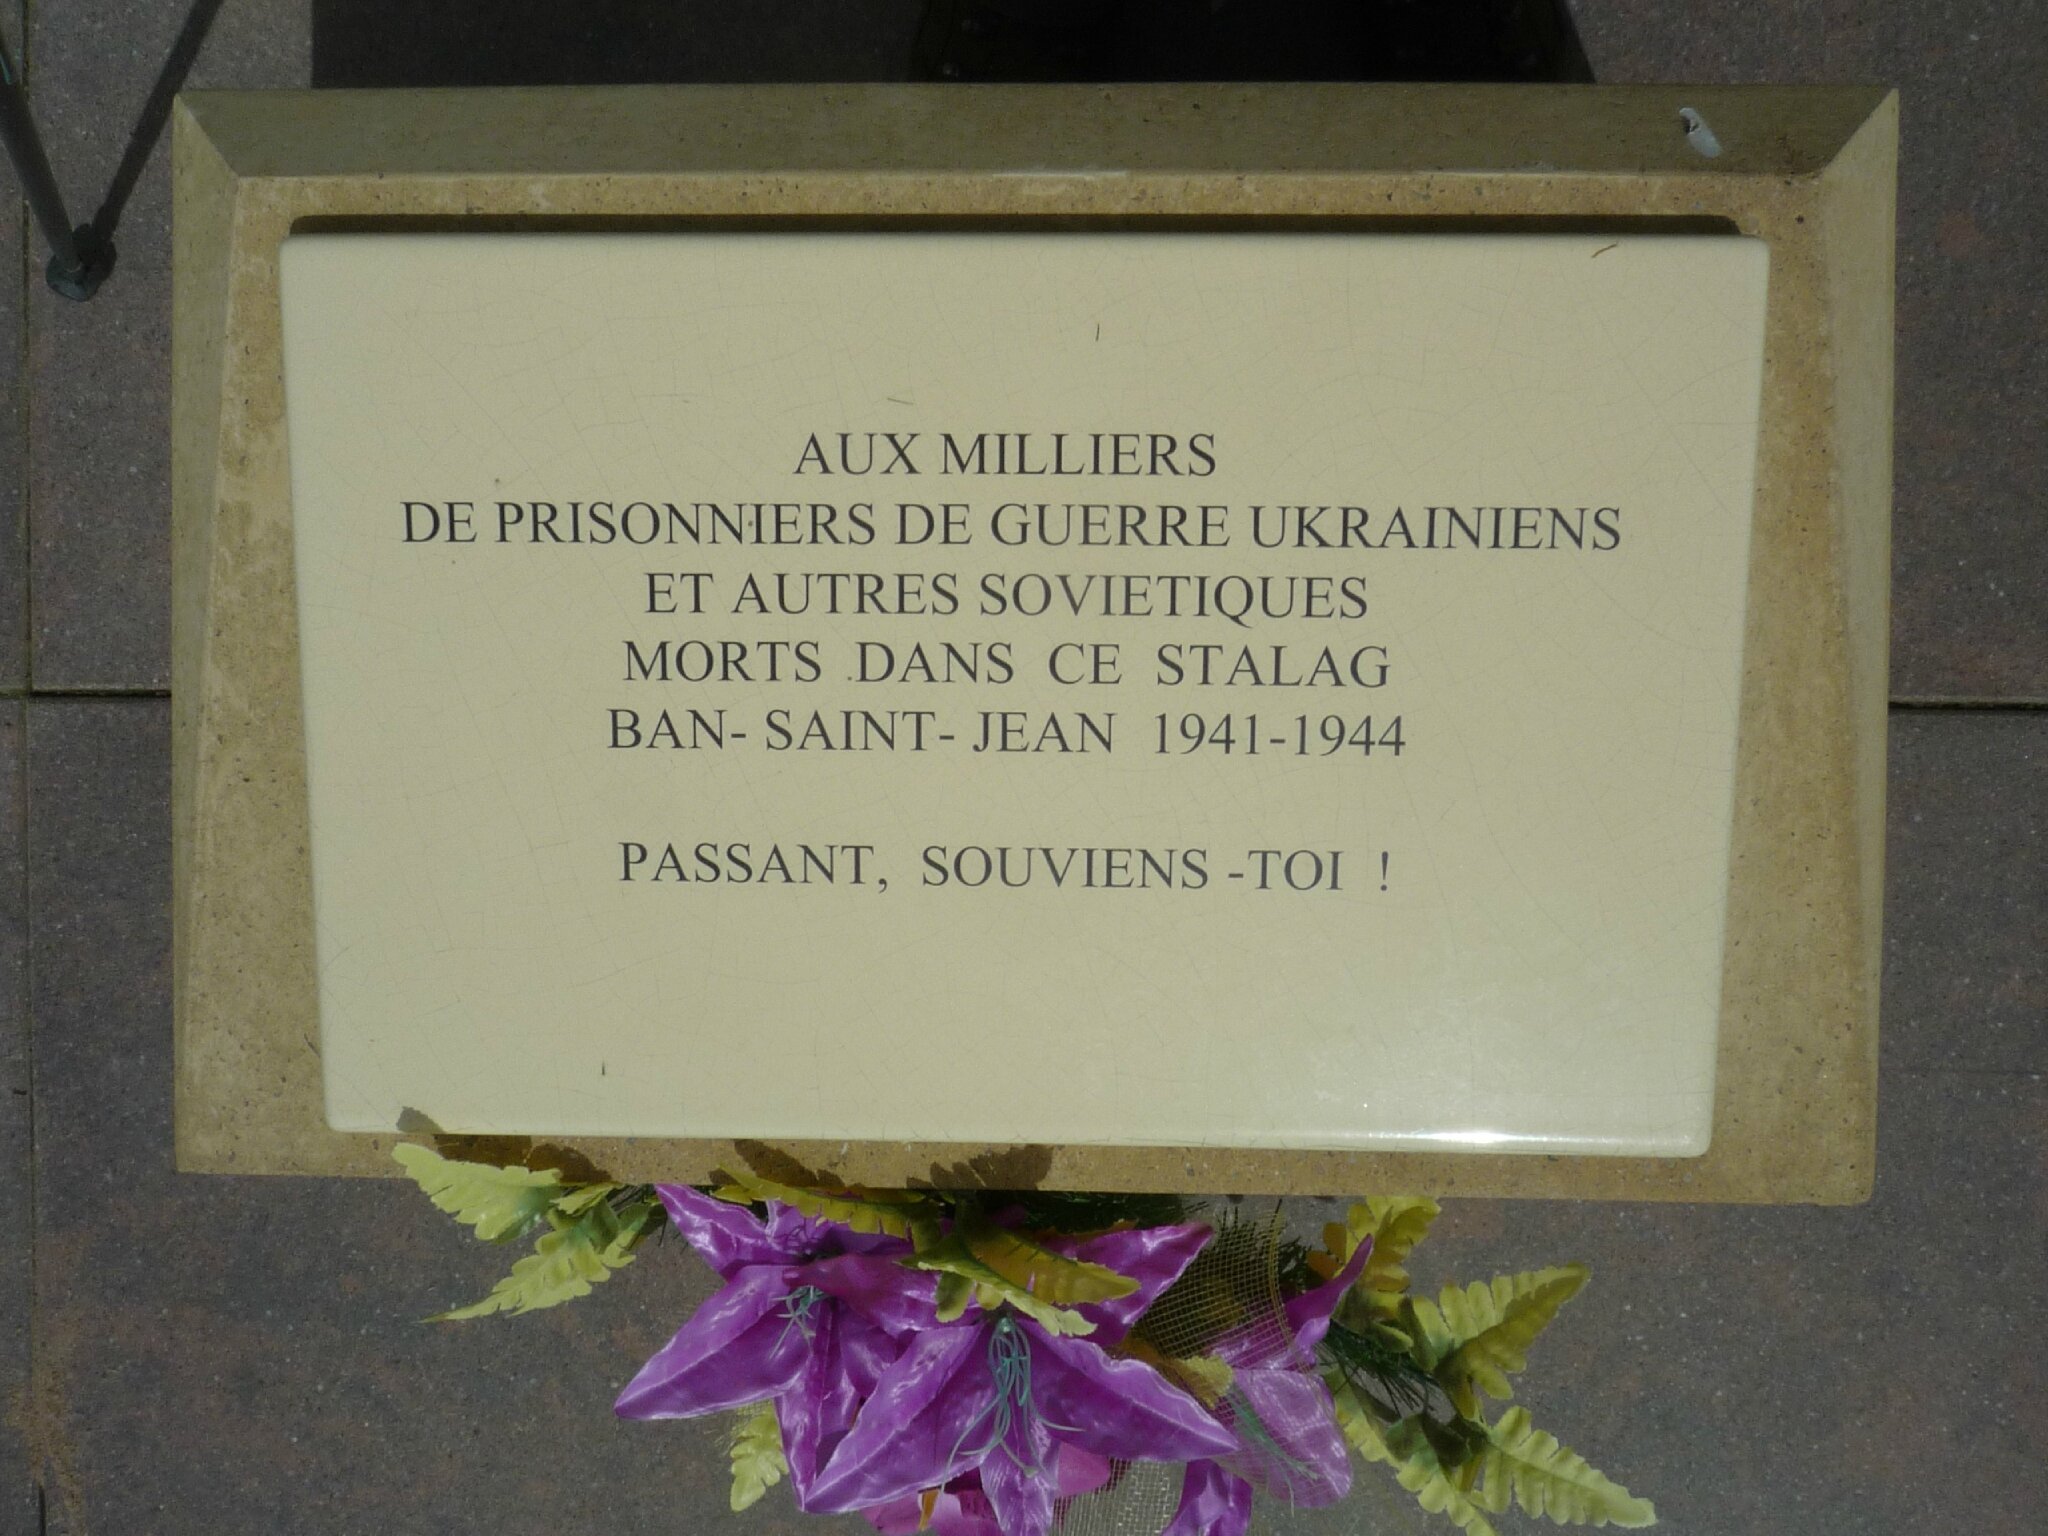 AUX MILLIERS
DE PRISONNIERS DE GUERRE UKRAINIENS
ET AUTRES SOVIETIQUES
MORTS DANS CE STALAG
BAN- SAINT- JEAN 1941-1944
PASSANT, SOUVIENS -TOI !